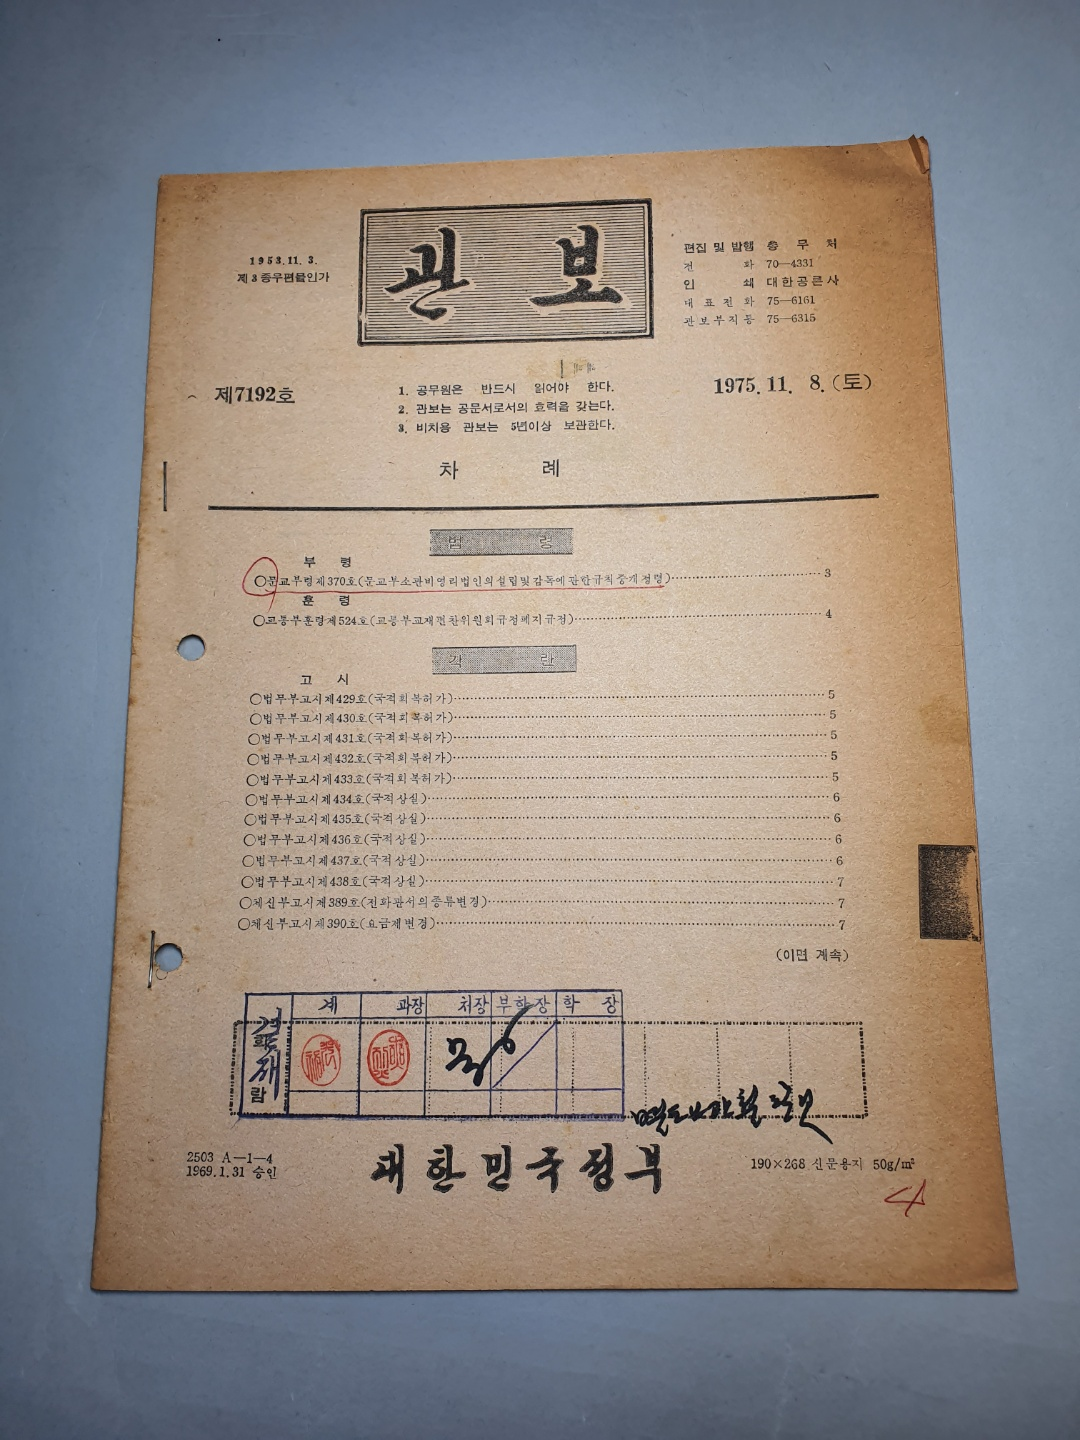 1953.11.3.
제3종우편물인가
관보
편집 및 발행 총무처
전화 70—4331
인쇄 대한공론사
대표전화 75—6161
관보부직통 75—6315
제7192호
1. 공무원은 반드시 읽어야 한다.
2. 관보는 공문서로서의 효력을 갖는다.
3. 비치용 관보는 5년이상 보관한다.
1975. 11. 8. (토)
차 례
법 령
부 령
○문교부령제370호(문교부소관비영리법인의설립및감독에관한규칙중개정령) 3
훈 령
○교통부훈령제524호(교통부교재편찬위원회규정폐지규정) 4
각 란
고 시
○법무부고시제429호(국적회복허가) 5
○법무부고시제430호(국적회복허가) 5
○법무부고시제431호(국적회복허가) 5
○법무부고시제432호(국적회복허가) 5
○법무부고시제433호(국적회복허가) 5
○법무부고시제434호(국적상실) 6
○법무부고시제435호(국적상실) 6
○법무부고시제436호(국적상실) 6
○법무부고시제437호(국적상실) 6
○법무부고시제438호(국적상실) 7
○체신부고시제389호(전화관서의종류변경) 7
○체신부고시제390호(요금제변경) 7
(이면 계속)
계 과장 처장 부학장 학장
람
2503 A—1—4
1969.1.31 승인
대한민국정부
190×268 신문용지 50g/m²